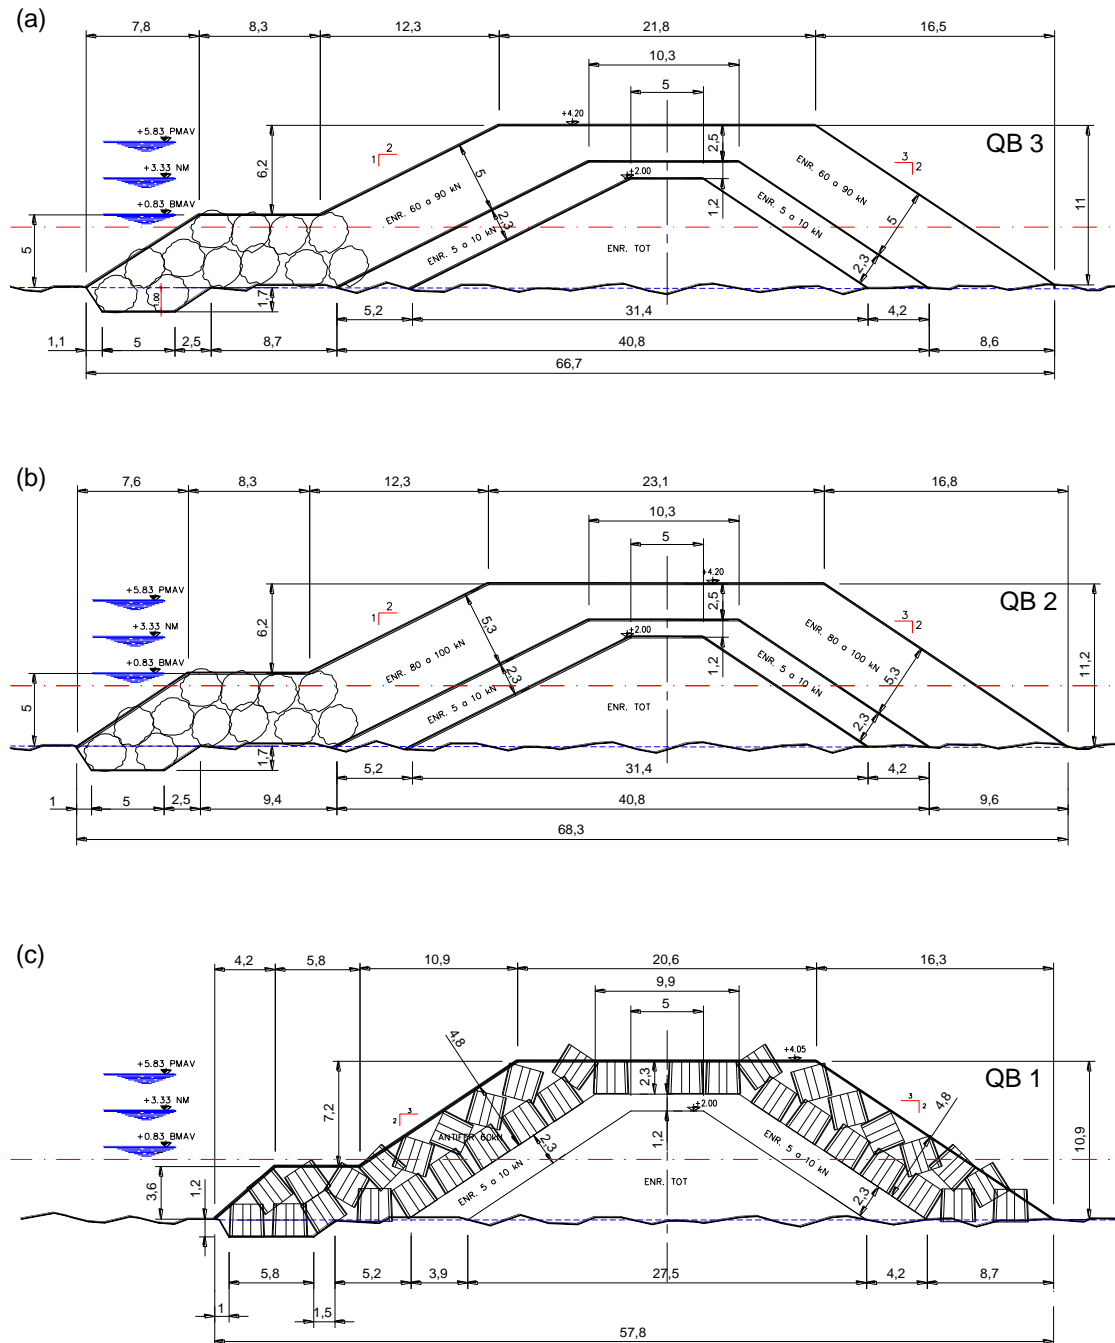 (a)
7,8 8,3 12,3 21,8 16,5
10,3
5
+4.20
+5.83 PMAV
+3.33 NM
+0.83 BMAV
6,2
5
1 2
ENR. 60 a 90 kN
5
2,3
ENR. 5 a 10 kN
+2.00
2,5
1,2
ENR. TOT
ENR. 5 a 10 kN
ENR. 60 a 90 kN
3 2
5
2,3
11
QB 3
1.00
1,7
5,2 31,4 4,2
1,1 5 2,5 8,7 40,8 8,6
66,7
(b)
7,6 8,3 12,3 23,1 16,8
10,3
5
+4.20
+5.83 PMAV
+3.33 NM
+0.83 BMAV
6,2
5
1 2
ENR. 80 a 100 kN
5,3
2,3
ENR. 5 a 10 kN
+2.00
2,5
1,2
ENR. TOT
ENR. 5 a 10 kN
ENR. 80 a 100 kN
3 2
5,3
2,3
11,2
QB 2
1,7
5,2 31,4 4,2
1 5 2,5 9,4 40,8 9,6
68,3
(c)
4,2 5,8 10,9 20,6 16,3
9,9
5
+4.05
+5.83 PMAV
+3.33 NM
+0.83 BMAV
7,2
3,6
1,2
2 3
4,8
ANTIFER 60kN
2,3
ENR. 5 a 10 kN
2,3
1,2
+2.00
ENR. TOT
ENR. 5 a 10 kN
2,3
3 2
4,8
10,9
QB 1
5,8 5,2 3,9 27,5 4,2 8,7
1 1,5
57,8